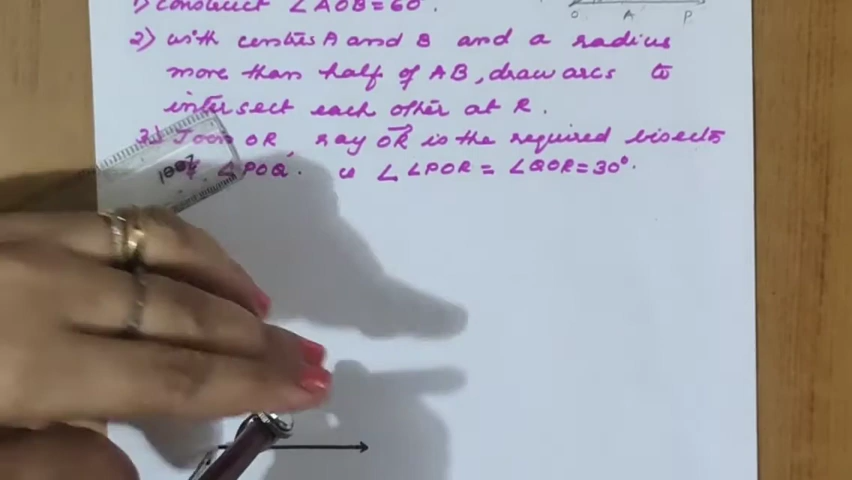 1) construct ∠AOB = 60°.
O A P
2) with centres A and B and a radius
more than half of AB, draw arcs to
intersect each other at R.
3) Join OR ray OR is the required bisector
∠POQ. ie ∠ ∠POR = ∠QOR = 30°.